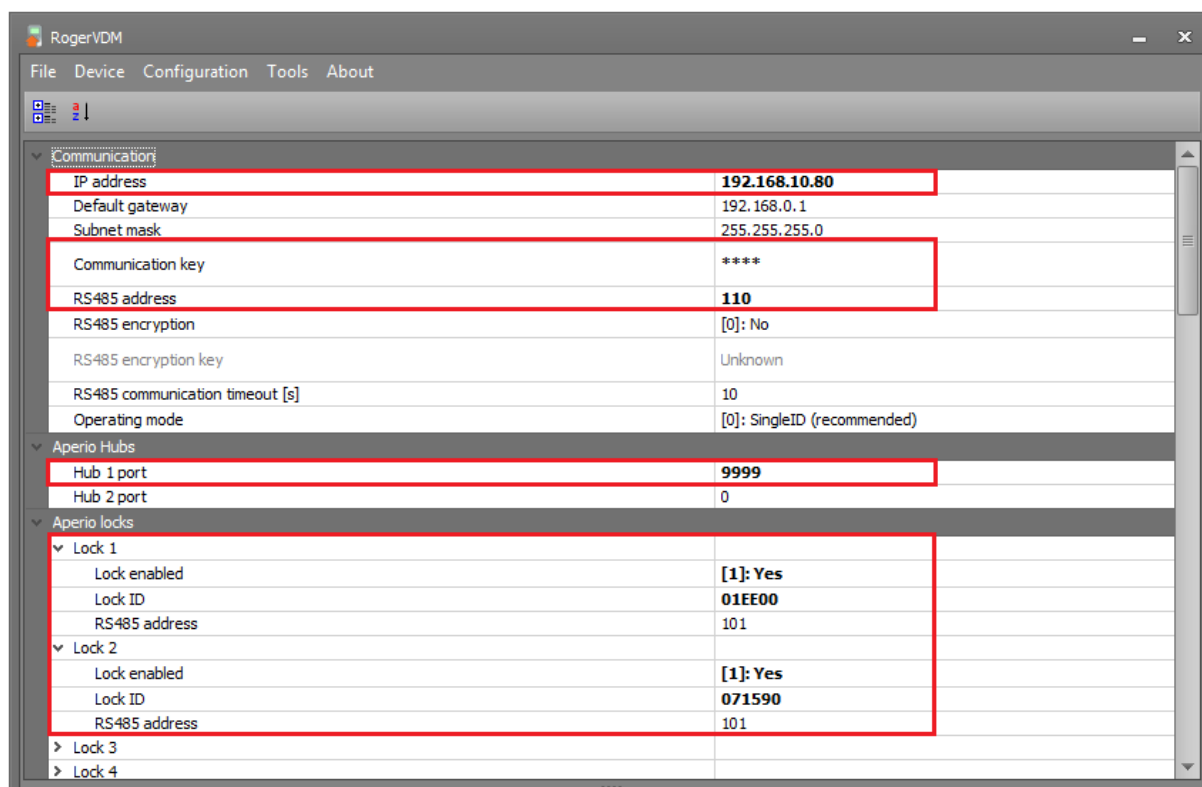 RogerVDM
File Device Configuration Tools About
Communication
IP address 192.168.10.80
Default gateway 192.168.0.1
Subnet mask 255.255.255.0
Communication key ****
RS485 address 110
RS485 encryption [0]: No
RS485 encryption key Unknown
RS485 communication timeout [s] 10
Operating mode [0]: SingleID (recommended)
Aperio Hubs
Hub 1 port 9999
Hub 2 port 0
Aperio locks
Lock 1
Lock enabled [1]: Yes
Lock ID 01EE00
RS485 address 101
Lock 2
Lock enabled [1]: Yes
Lock ID 071590
RS485 address 101
Lock 3
Lock 4